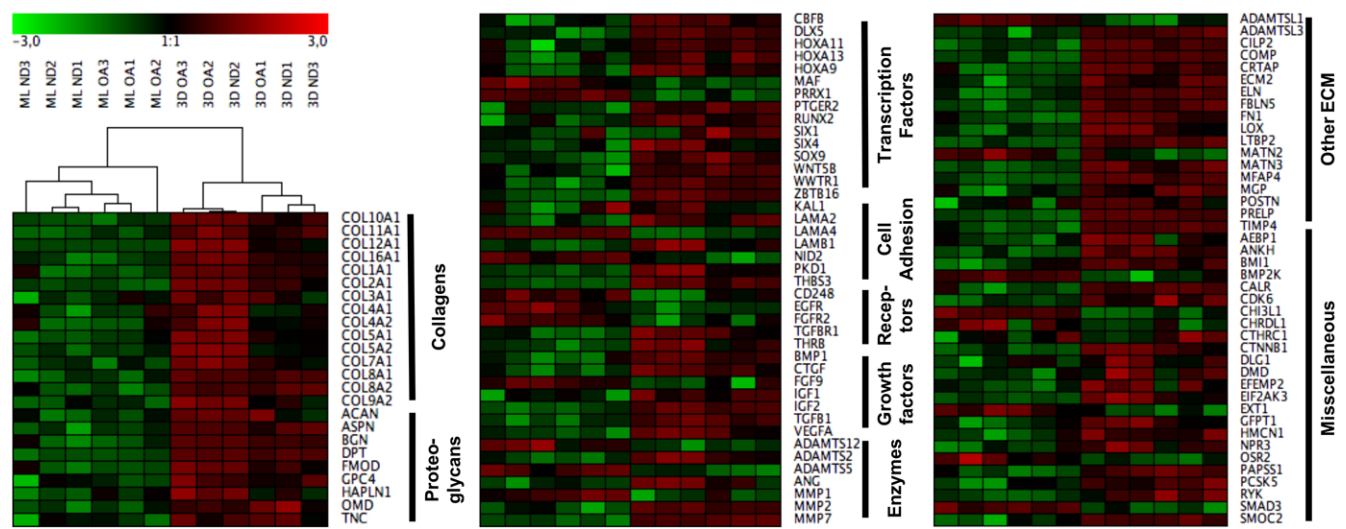 −3,0 1:1 3,0
ML ND3
ML ND2
ML ND1
ML OA3
ML OA1
ML OA2
3D OA3
3D OA2
3D ND2
3D OA1
3D ND1
3D ND3
COL10A1
COL11A1
COL12A1
COL16A1
COL1A1
COL2A1
COL3A1
COL4A1
COL4A2
COL5A1
COL5A2
COL7A1
COL8A1
COL8A2
COL9A2
ACAN
ASPN
BGN
DPT
FMOD
GPC4
HAPLN1
OMD
TNC
Collagens
Proteo-
glycans
CBFB
DLX5
HOXA11
HOXA13
HOXA9
MAF
PRRX1
PTGER2
RUNX2
SIX1
SIX4
SOX9
WNT5B
WWTR1
ZBTB16
KAL1
LAMA2
LAMA4
LAMB1
NID2
PKD1
THBS3
CD248
EGFR
FGFR2
TGFBR1
THRB
BMP1
CTGF
FGF9
IGF1
IGF2
TGFB1
VEGFA
ADAMTS12
ADAMTS2
ADAMTS5
ANG
MMP1
MMP2
MMP7
Transcription
Factors
Cell
Adhesion
Recep-
tors
Growth
factors
Enzymes
ADAMTSL1
ADAMTSL3
CILP2
COMP
CRTAP
ECM2
ELN
FBLN5
FN1
LOX
LTBP2
MATN2
MATN3
MFAP4
MGP
POSTN
PRELP
TIMP4
AEBP1
ANKH
BMI1
BMP2K
CALR
CDK6
CHI3L1
CHRDL1
CTHRC1
CTNNB1
DLG1
DMD
EFEMP2
EIF2AK3
EXT1
GFPT1
HMCN1
NPR3
OSR2
PAPSS1
PCSK5
RYK
SMAD3
SMOC2
Other ECM
Misscellaneous